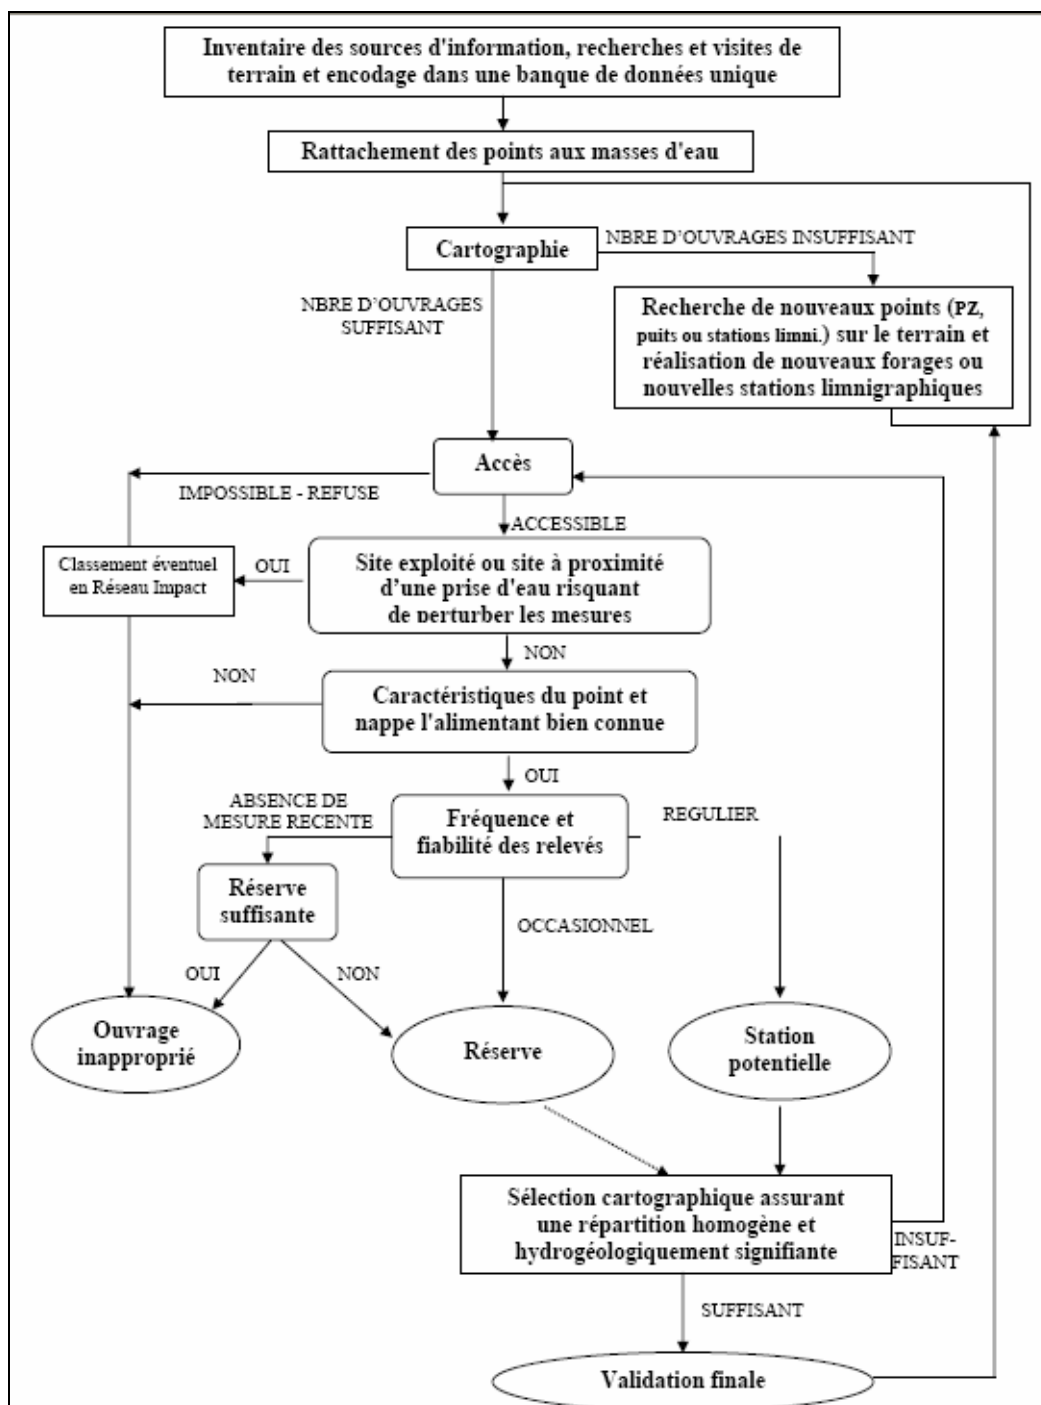 Inventaire des sources d'information, recherches et visites de
terrain et encodage dans une banque de données unique
Rattachement des points aux masses d'eau
Cartographie
NBRE D'OUVRAGES INSUFFISANT
NBRE D'OUVRAGES
SUFFISANT
Recherche de nouveaux points (PZ,
puits ou stations limni.) sur le terrain et
réalisation de nouveaux forages ou
nouvelles stations limnigraphiques
Accès
IMPOSSIBLE - REFUSE
ACCESSIBLE
Classement éventuel
en Réseau Impact
OUI
Site exploité ou site à proximité
d'une prise d'eau risquant
de perturber les mesures
NON
NON
Caractéristiques du point et
nappe l'alimentant bien connue
OUI
ABSENCE DE
MESURE RECENTE
Fréquence et
fiabilité des relevés
REGULIER
Réserve
suffisante
OCCASIONNEL
OUI
NON
Ouvrage
inapproprié
Réserve
Station
potentielle
Sélection cartographique assurant
une répartition homogène et
hydrogéologiquement signifiante
INSUF-
FISANT
SUFFISANT
Validation finale